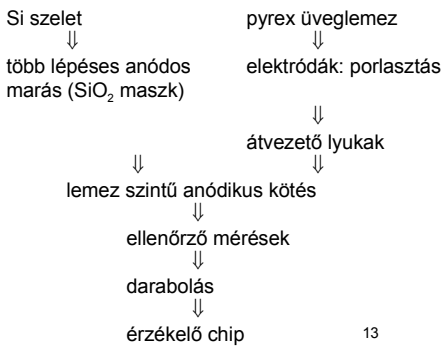 Si szelet
pyrex üveglemez
⇓ ⇓
több lépéses anódos
marás (SiO₂ maszk)
elektródák: porlasztás
⇓
átvezető lyukak
⇓ ⇓
lemez szintű anódikus kötés
⇓
ellenőrző mérések
⇓
darabolás
⇓
érzékelő chip
13